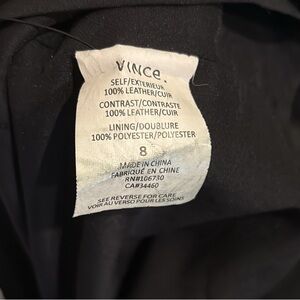 VINCE.
SELF/EXTERIEUR
100% LEATHER/CUIR
CONTRAST/CONTRASTE
100% LEATHER/CUIR
LINING/DOUBLURE
100% POLYESTER/POLYESTER
8
MADE IN CHINA
FABRIQUÉ EN CHINE
RN#106730
CA#34460
SEE REVERSE FOR CARE
VOIR AU VERSO POUR LES SOINS